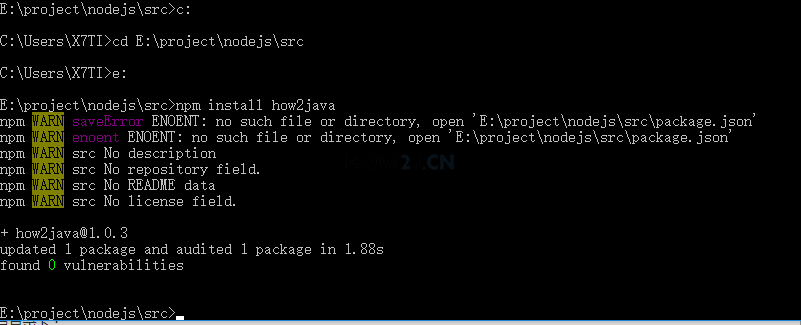 E:\project\nodejs\src>c:
C:\Users\X7TI>cd E:\project\nodejs\src
C:\Users\X7TI>e:
E:\project\nodejs\src>npm install how2java
npm WARN saveError ENOENT: no such file or directory, open 'E:\project\nodejs\src\package.json'
npm WARN enoent ENOENT: no such file or directory, open 'E:\project\nodejs\src\package.json'
npm WARN src No description
npm WARN src No repository field.
npm WARN src No README data
npm WARN src No license field.
+ how2java@1.0.3
updated 1 package and audited 1 package in 1.88s
found 0 vulnerabilities
E:\project\nodejs\src>